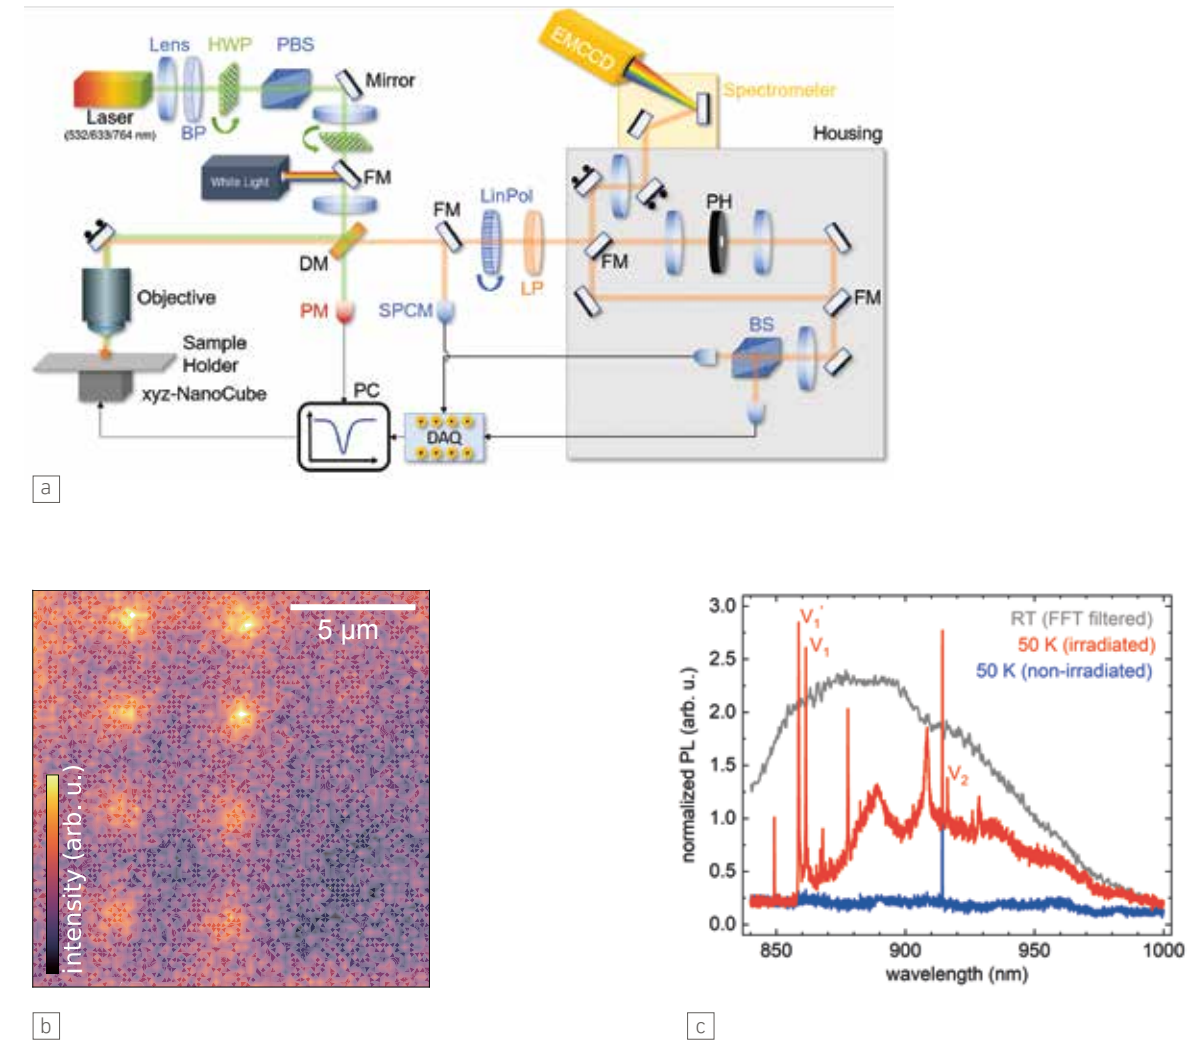 Lens
HWP
PBS
Mirror
Laser
(532/633/764 nm)
BP
White Light
FM
DM
PM
Objective
Sample
Holder
xyz-NanoCube
PC
DAQ
SPCM
FM
LinPol
LP
EMCCD
Spectrometer
Housing
PH
FM
FM
BS
a
5 µm
intensity (arb. u.)
b
3.0
2.5
2.0
1.5
1.0
0.5
0.0
normalized PL (arb. u.)
V1'
V1
V2
RT (FFT filtered)
50 K (irradiated)
50 K (non-irradiated)
850
900
950
1000
wavelength (nm)
c